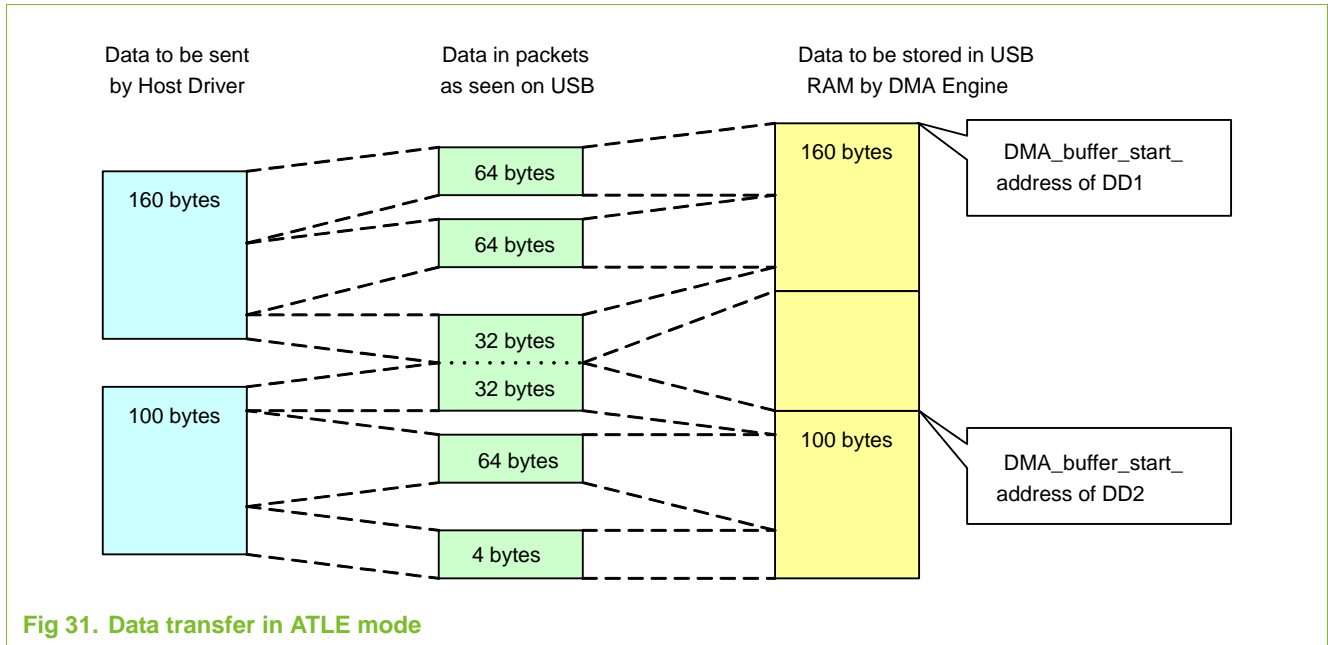 Data to be sent
by Host Driver
Data in packets
as seen on USB
Data to be stored in USB
RAM by DMA Engine
160 bytes
100 bytes
64 bytes
64 bytes
32 bytes
32 bytes
64 bytes
4 bytes
160 bytes
100 bytes
DMA_buffer_start_
address of DD1
DMA_buffer_start_
address of DD2
Fig 31. Data transfer in ATLE mode